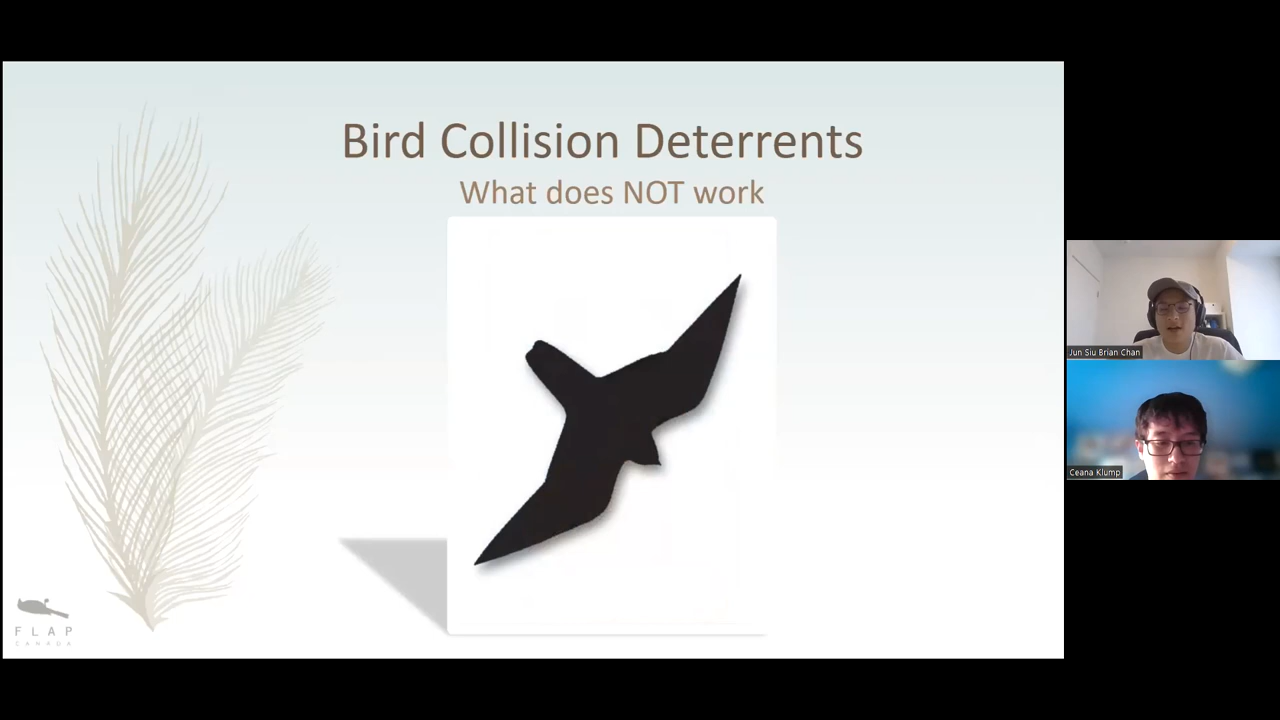 Bird Collision Deterrents
What does NOT work
FLAP
CANADA
Jun Siu Brian Chan
Ceana Klump